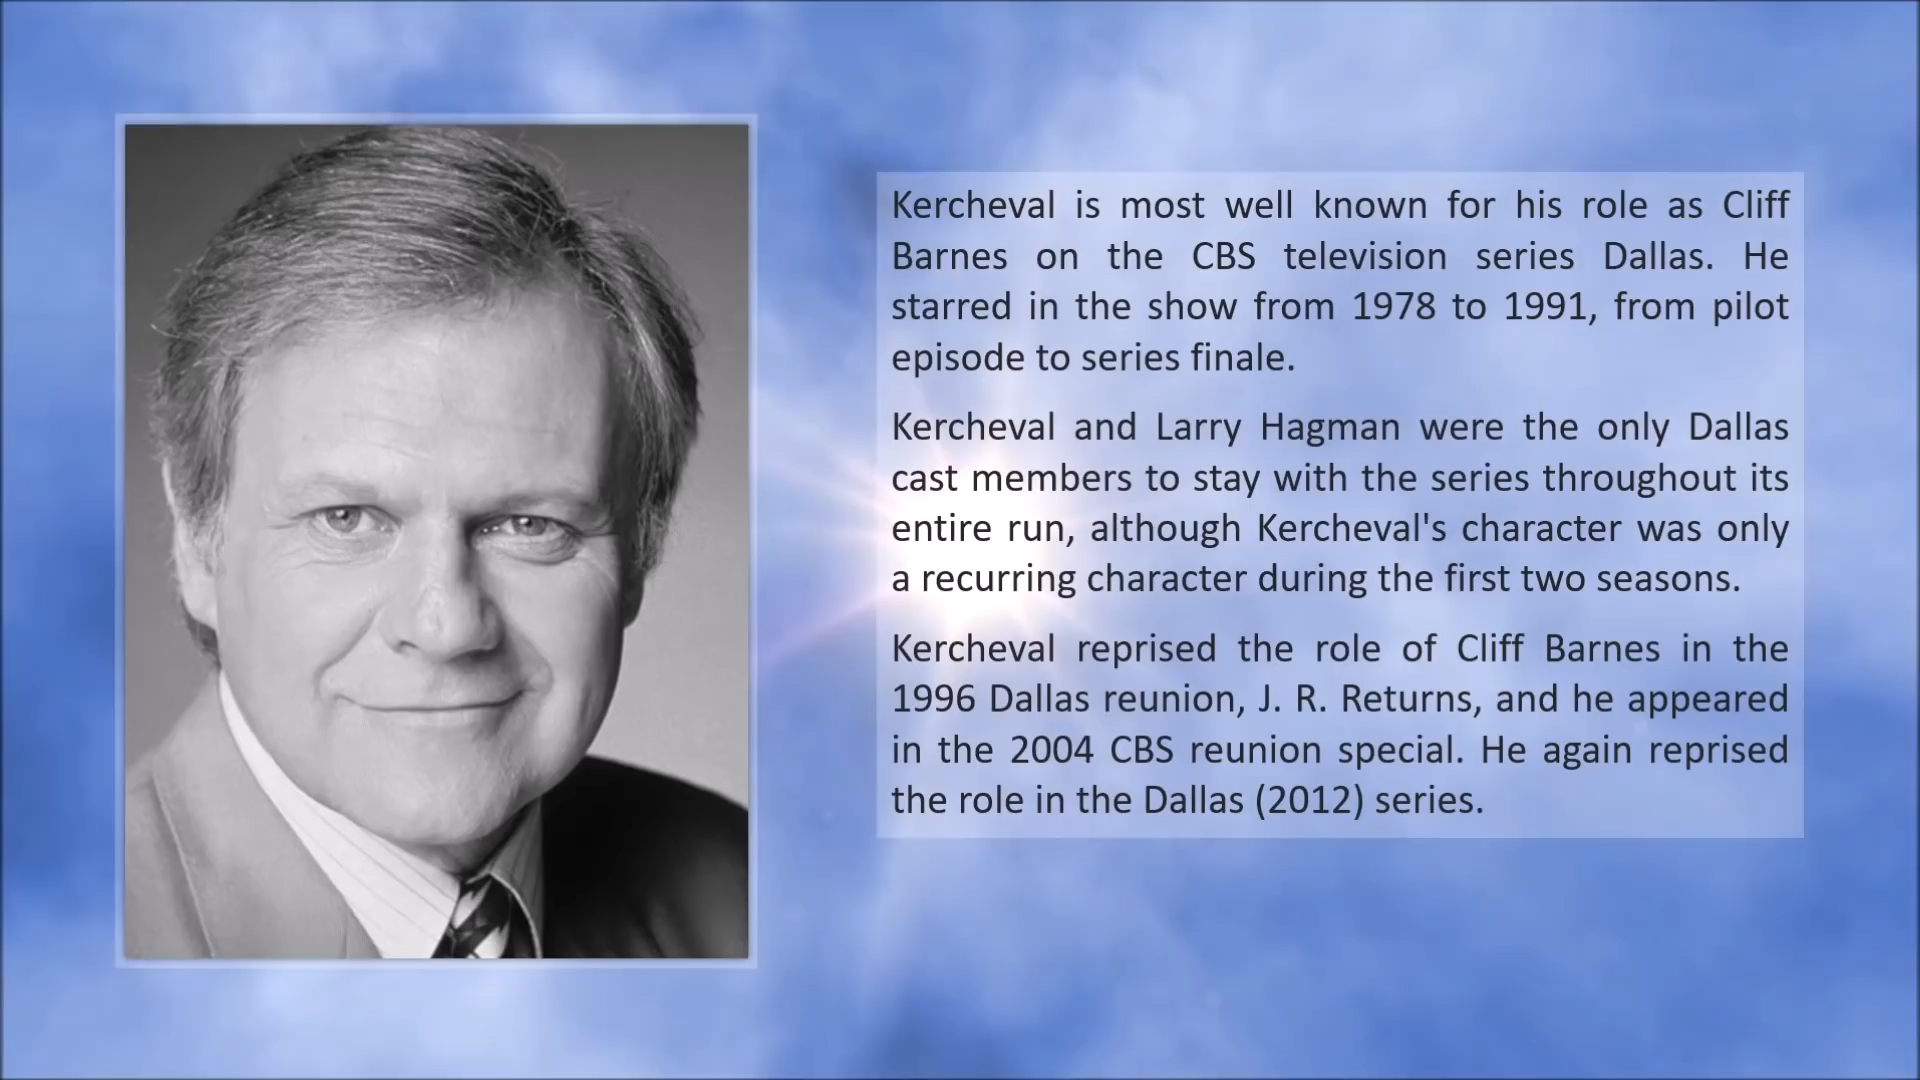 Kercheval is most well known for his role as Cliff
Barnes on the CBS television series Dallas. He
starred in the show from 1978 to 1991, from pilot
episode to series finale.
Kercheval and Larry Hagman were the only Dallas
cast members to stay with the series throughout its
entire run, although Kercheval's character was only
a recurring character during the first two seasons.
Kercheval reprised the role of Cliff Barnes in the
1996 Dallas reunion, J. R. Returns, and he appeared
in the 2004 CBS reunion special. He again reprised
the role in the Dallas (2012) series.